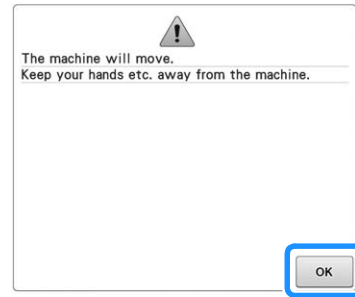 The machine will move.
Keep your hands etc. away from the machine.
OK